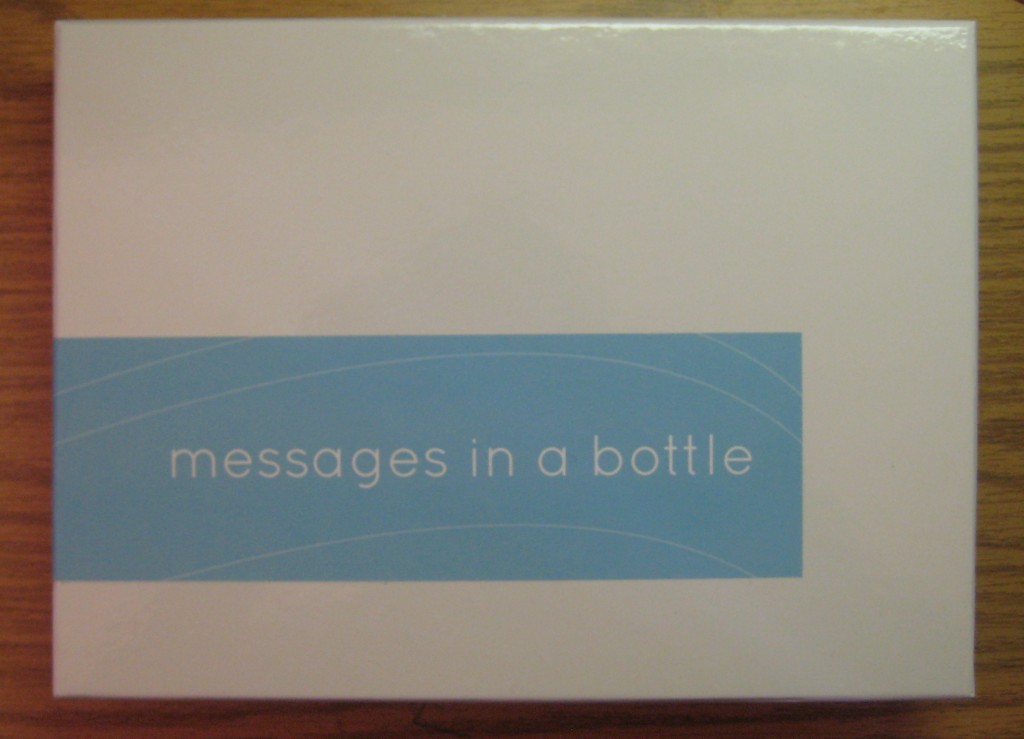 messages in a bottle